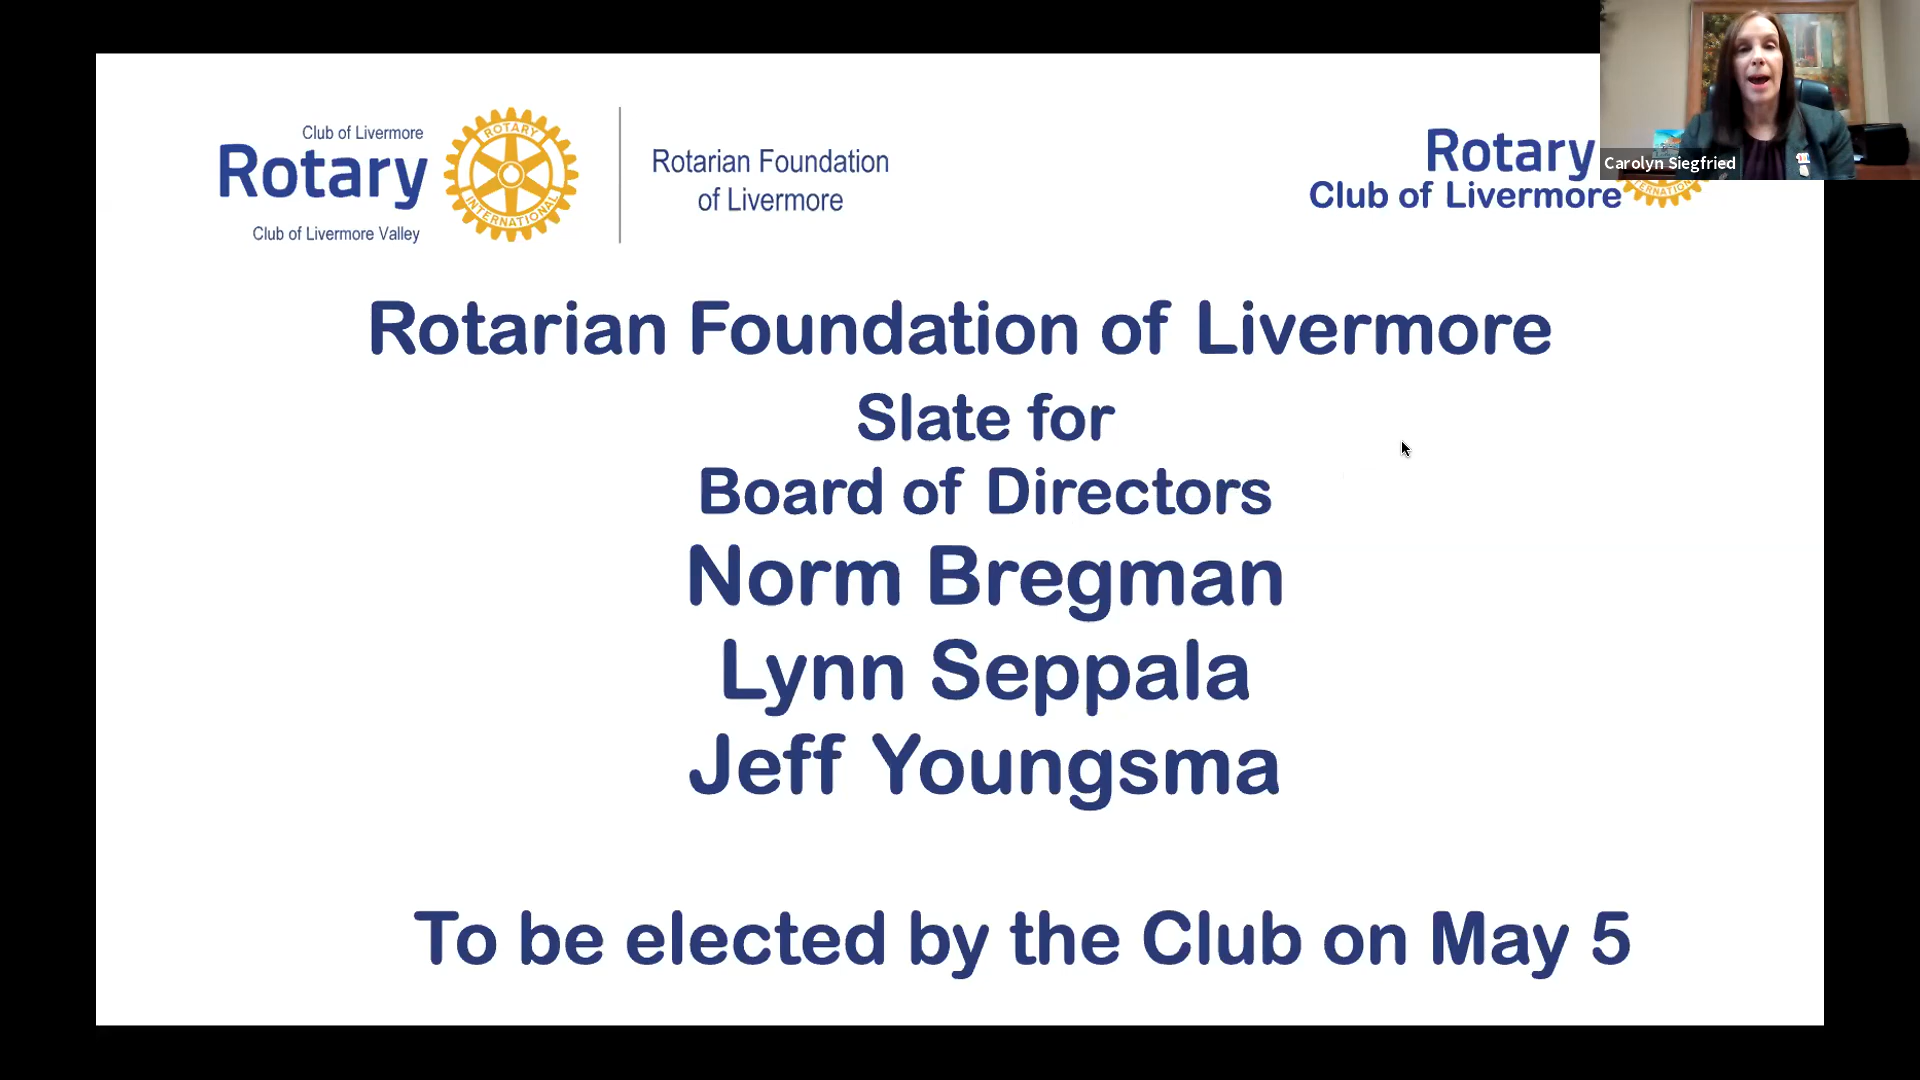 Club of Livermore
Rotary
Club of Livermore Valley
ROTARY
INTERNATIONAL
Rotarian Foundation
of Livermore
Rotary
Club of Livermore
Carolyn Siegfried
Rotarian Foundation of Livermore
Slate for
Board of Directors
Norm Bregman
Lynn Seppala
Jeff Youngsma
To be elected by the Club on May 5